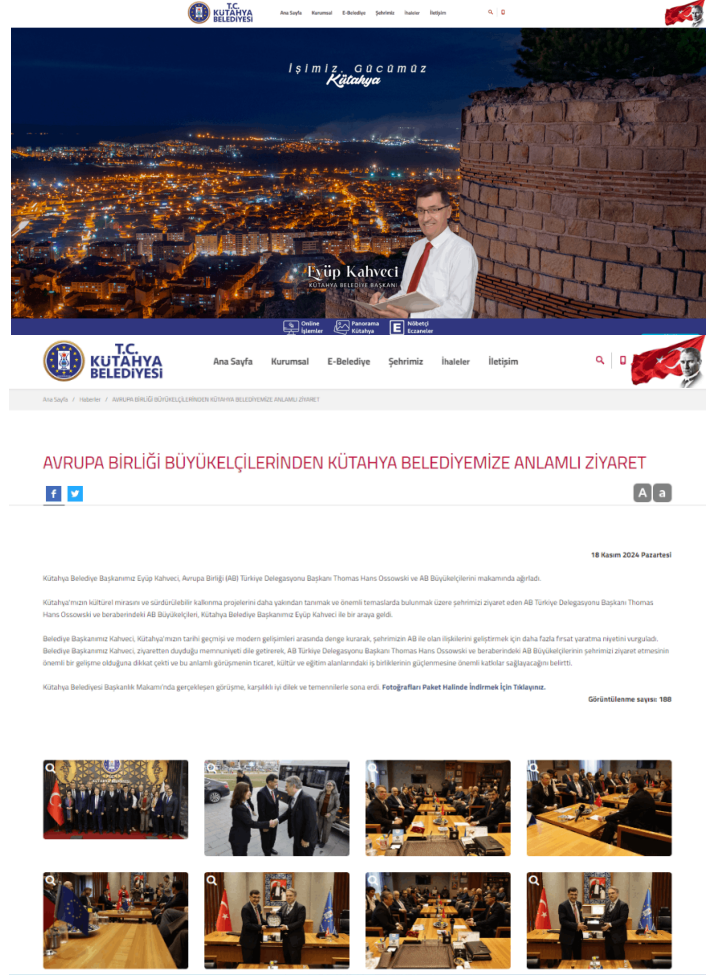 T.C.
KÜTAHYA
BELEDİYESİ
Ana Sayfa Kurumsal E-Belediye Şehrimiz İhaleler İletişim
İşimiz, Gücümüz
Kütahya
Eyüp Kahveci
KÜTAHYA BELEDİYE BAŞKANI
Online
İşlemler
Panorama
Kütahya
E
Nöbetçi
Eczaneler
T.C.
KÜTAHYA
BELEDİYESİ
Ana Sayfa Kurumsal E-Belediye Şehrimiz İhaleler İletişim
Ana Sayfa / Haberler / AVRUPA BİRLİĞİ BÜYÜKELÇİLERİNDEN KÜTAHYA BELEDİYEMİZE ANLAMLI ZİYARET
AVRUPA BİRLİĞİ BÜYÜKELÇİLERİNDEN KÜTAHYA BELEDİYEMİZE ANLAMLI ZİYARET
A a
18 Kasım 2024 Pazartesi
Kütahya Belediye Başkanımız Eyüp Kahveci, Avrupa Birliği (AB) Türkiye Delegasyonu Başkanı Thomas Hans Ossowski ve AB Büyükelçilerini makamında ağırladı.
Kütahya'mızın kültürel mirasını ve sürdürülebilir kalkınma projelerini daha yakından tanımak ve önemli temaslarda bulunmak üzere şehrimizi ziyaret eden AB Türkiye Delegasyonu Başkanı Thomas
Hans Ossowski ve beraberindeki AB Büyükelçileri, Kütahya Belediye Başkanımız Eyüp Kahveci ile bir araya geldi.
Belediye Başkanımız Kahveci, Kütahya'mızın tarihi geçmişi ve modern gelişimleri arasında denge kurarak, şehrimizin AB ile olan ilişkilerini geliştirmek için daha fazla fırsat yaratma niyetini vurguladı.
Belediye Başkanımız Kahveci, ziyaretten duyduğu memnuniyeti dile getirerek, AB Türkiye Delegasyonu Başkanı Thomas Hans Ossowski ve beraberindeki AB Büyükelçilerinin şehrimizi ziyaret etmesinin
önemli bir gelişme olduğuna dikkat çekti ve bu anlamlı görüşmenin ticaret, kültür ve eğitim alanlarındaki iş birliklerinin güçlenmesine önemli katkılar sağlayacağını belirtti.
Kütahya Belediyesi Başkanlık Makamı'nda gerçekleşen görüşme, karşılıklı iyi dilek ve temennilerle sona erdi. Fotoğrafları Paket Halinde İndirmek İçin Tıklayınız.
Görüntülenme sayısı: 188